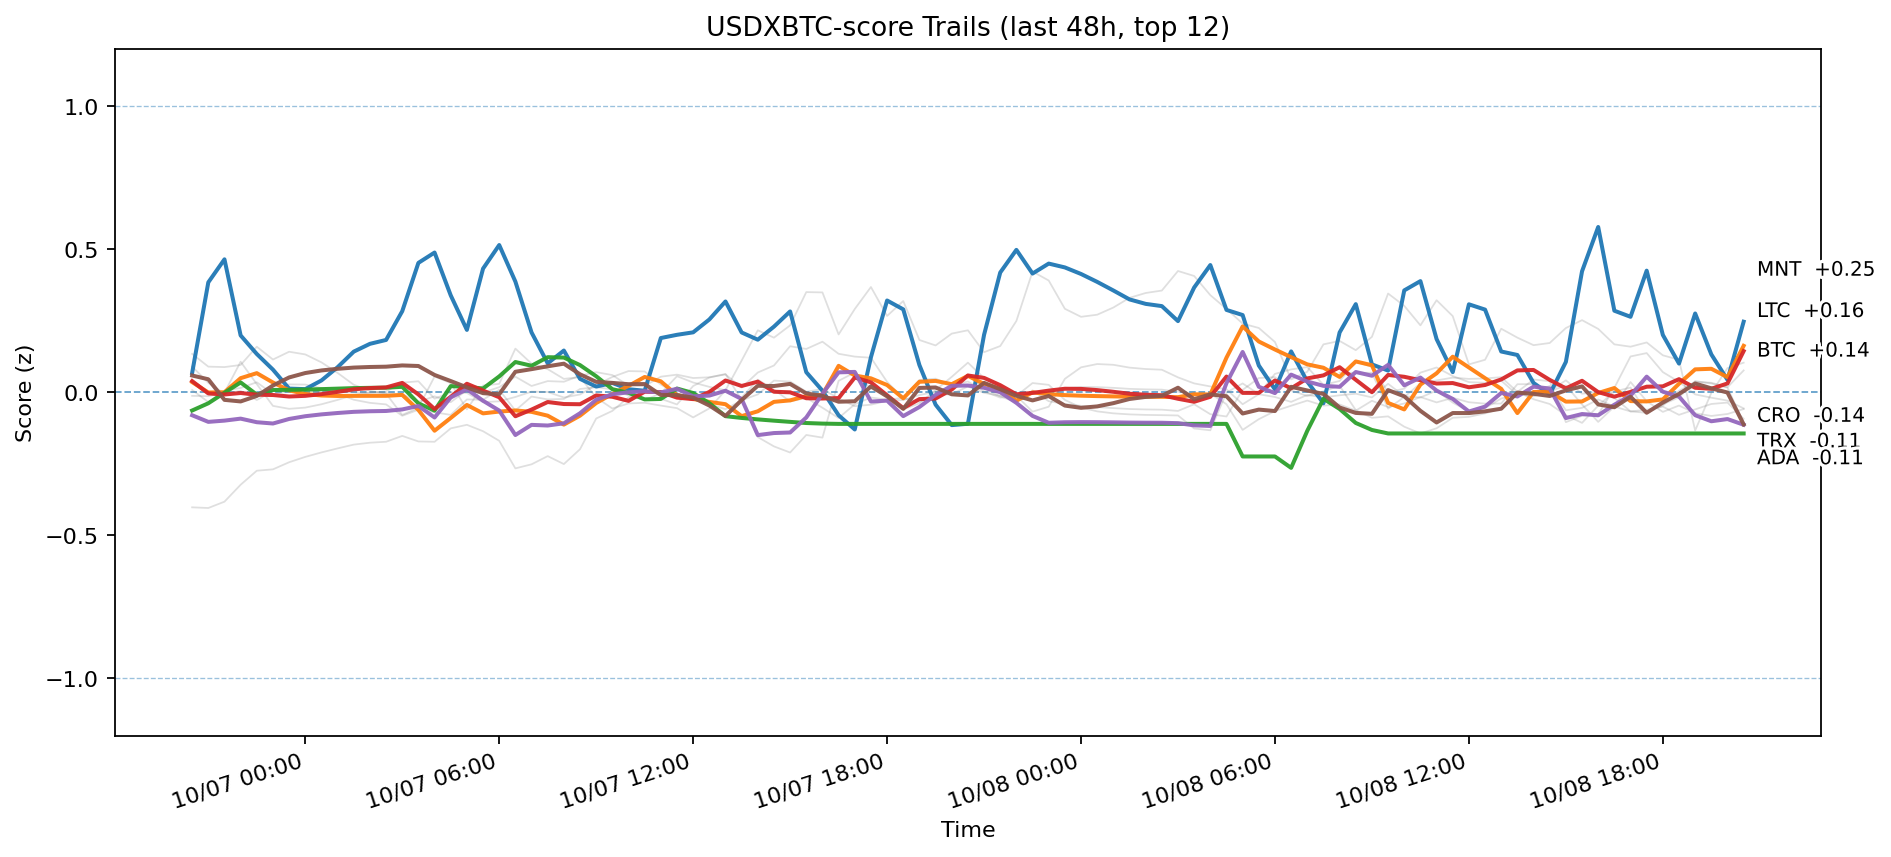 USDXBTC-score Trails (last 48h, top 12)
Score (z)
1.0
0.5
0.0
−0.5
−1.0
MNT +0.25
LTC +0.16
BTC +0.14
CRO -0.14
TRX -0.11
ADA -0.11
10/07 00:00
10/07 06:00
10/07 12:00
10/07 18:00
10/08 00:00
10/08 06:00
10/08 12:00
10/08 18:00
Time